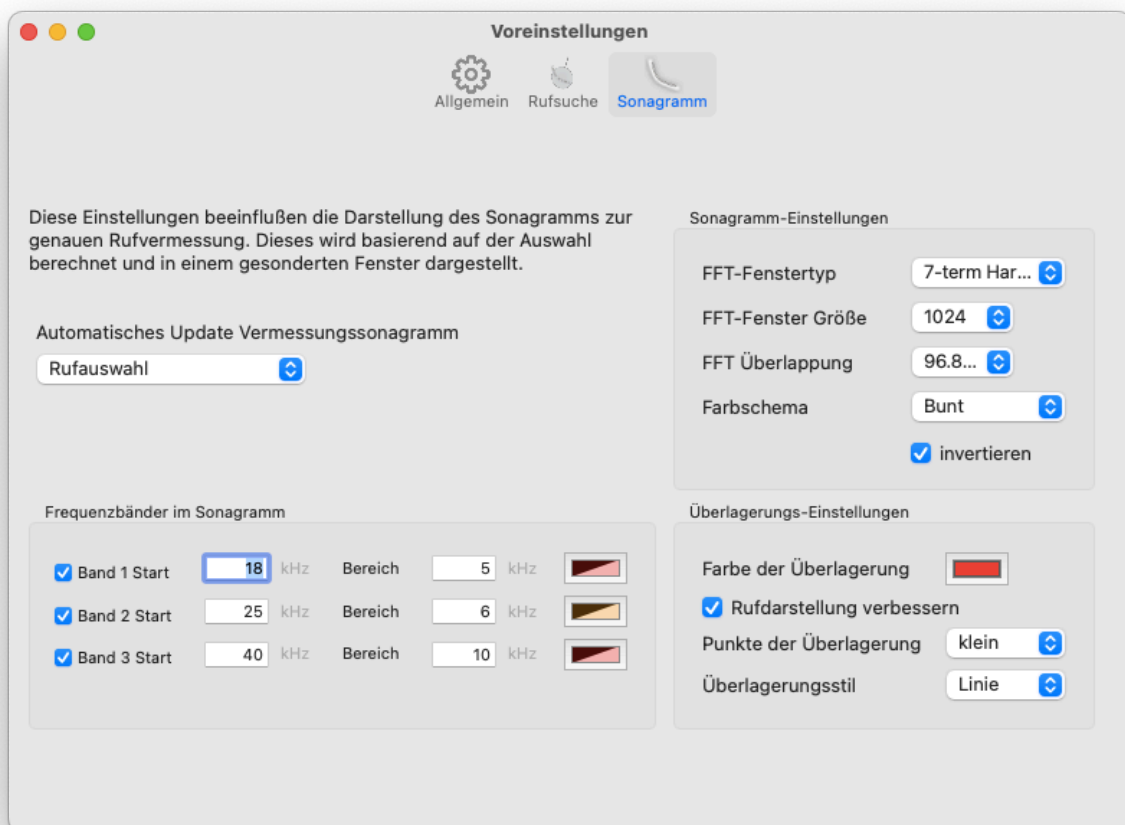 Voreinstellungen
Allgemein Rufsuche Sonagramm
Diese Einstellungen beeinflußen die Darstellung des Sonagramms zur
genauen Rufvermessung. Dieses wird basierend auf der Auswahl
berechnet und in einem gesonderten Fenster dargestellt.
Automatisches Update Vermessungssonagramm
Rufauswahl
Sonagramm-Einstellungen
FFT-Fenstertyp 7-term Har...
FFT-Fenster Größe 1024
FFT Überlappung 96.8...
Farbschema Bunt
invertieren
Frequenzbänder im Sonagramm
Band 1 Start 18 kHz Bereich 5 kHz
Band 2 Start 25 kHz Bereich 6 kHz
Band 3 Start 40 kHz Bereich 10 kHz
Überlagerungs-Einstellungen
Farbe der Überlagerung
Rufdarstellung verbessern
Punkte der Überlagerung klein
Überlagerungsstil Linie